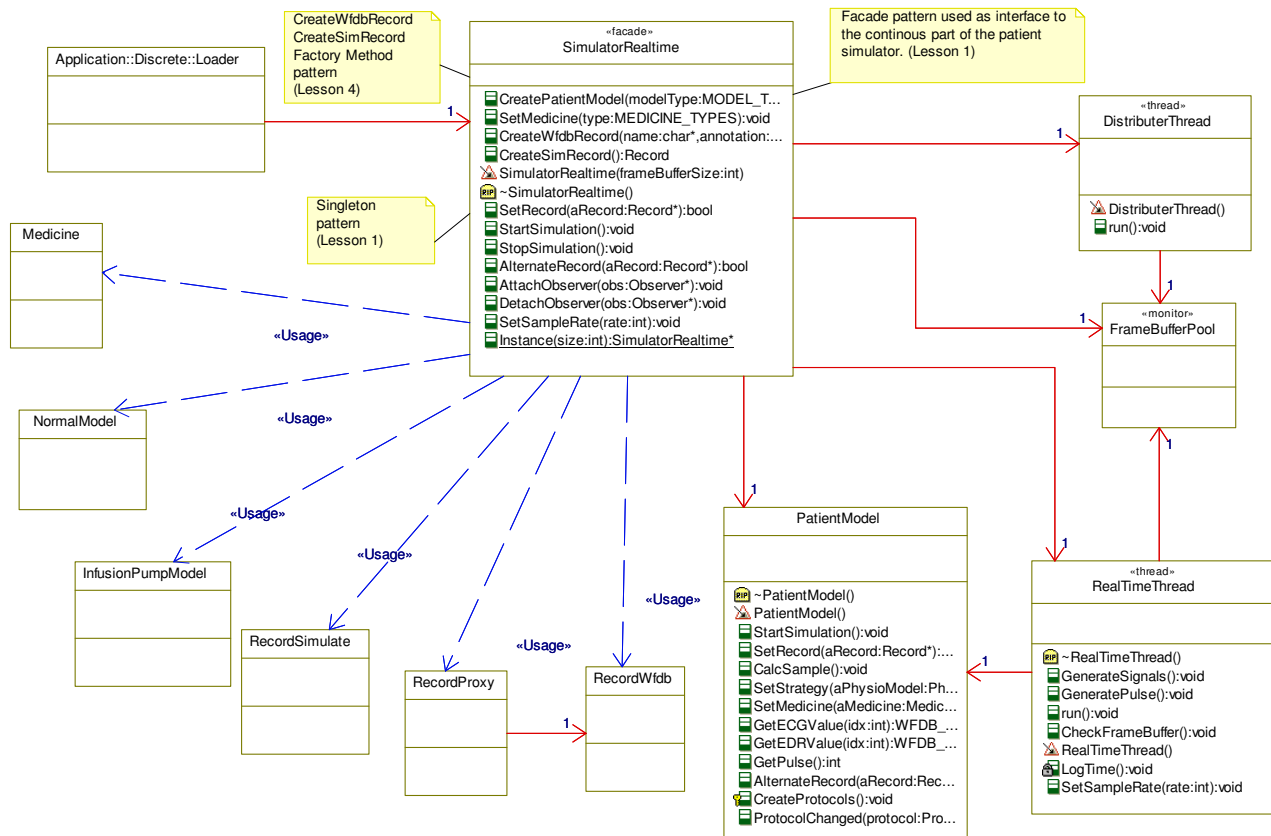 CreateWfdbRecord
CreateSimRecord
Factory Method
pattern
(Lesson 4)
«facade»
SimulatorRealtime
Facade pattern used as interface to
the continous part of the patient
simulator. (Lesson 1)
Application::Discrete::Loader
1
CreatePatientModel(modelType:MODEL_T...
SetMedicine(type:MEDICINE_TYPES):void
CreateWfdbRecord(name:char*,annotation:...
CreateSimRecord():Record
SimulatorRealtime(frameBufferSize:int)
RIP ~SimulatorRealtime()
SetRecord(aRecord:Record*):bool
StartSimulation():void
StopSimulation():void
AlternateRecord(aRecord:Record*):bool
AttachObserver(obs:Observer*):void
DetachObserver(obs:Observer*):void
SetSampleRate(rate:int):void
Instance(size:int):SimulatorRealtime*
Singleton
pattern
(Lesson 1)
1
«thread»
DistributerThread
DistributerThread()
run():void
1
1
«monitor»
FrameBufferPool
1
Medicine
«Usage»
NormalModel
«Usage»
InfusionPumpModel
«Usage»
RecordSimulate
«Usage»
RecordProxy
«Usage»
1
RecordWfdb
«Usage»
1
PatientModel
RIP ~PatientModel()
PatientModel()
StartSimulation():void
SetRecord(aRecord:Record*):...
CalcSample():void
SetStrategy(aPhysioModel:Ph...
SetMedicine(aMedicine:Medic...
GetECGValue(idx:int):WFDB_...
GetEDRValue(idx:int):WFDB_...
GetPulse():int
AlternateRecord(aRecord:Rec...
CreateProtocols():void
ProtocolChanged(protocol:Pro...
1
1
«thread»
RealTimeThread
RIP ~RealTimeThread()
GenerateSignals():void
GeneratePulse():void
run():void
CheckFrameBuffer():void
RealTimeThread()
LogTime():void
SetSampleRate(rate:int):void